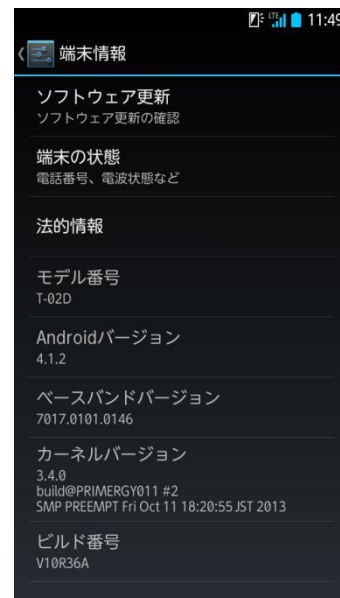 LTE 11:49
端末情報
ソフトウェア更新
ソフトウェア更新の確認
端末の状態
電話番号、電波状態など
法的情報
モデル番号
T-02D
Androidバージョン
4.1.2
ベースバンドバージョン
7017.0101.0146
カーネルバージョン
3.4.0
build@PRIMERGY011 #2
SMP PREEMPT Fri Oct 11 18:20:55 JST 2013
ビルド番号
V10R36A